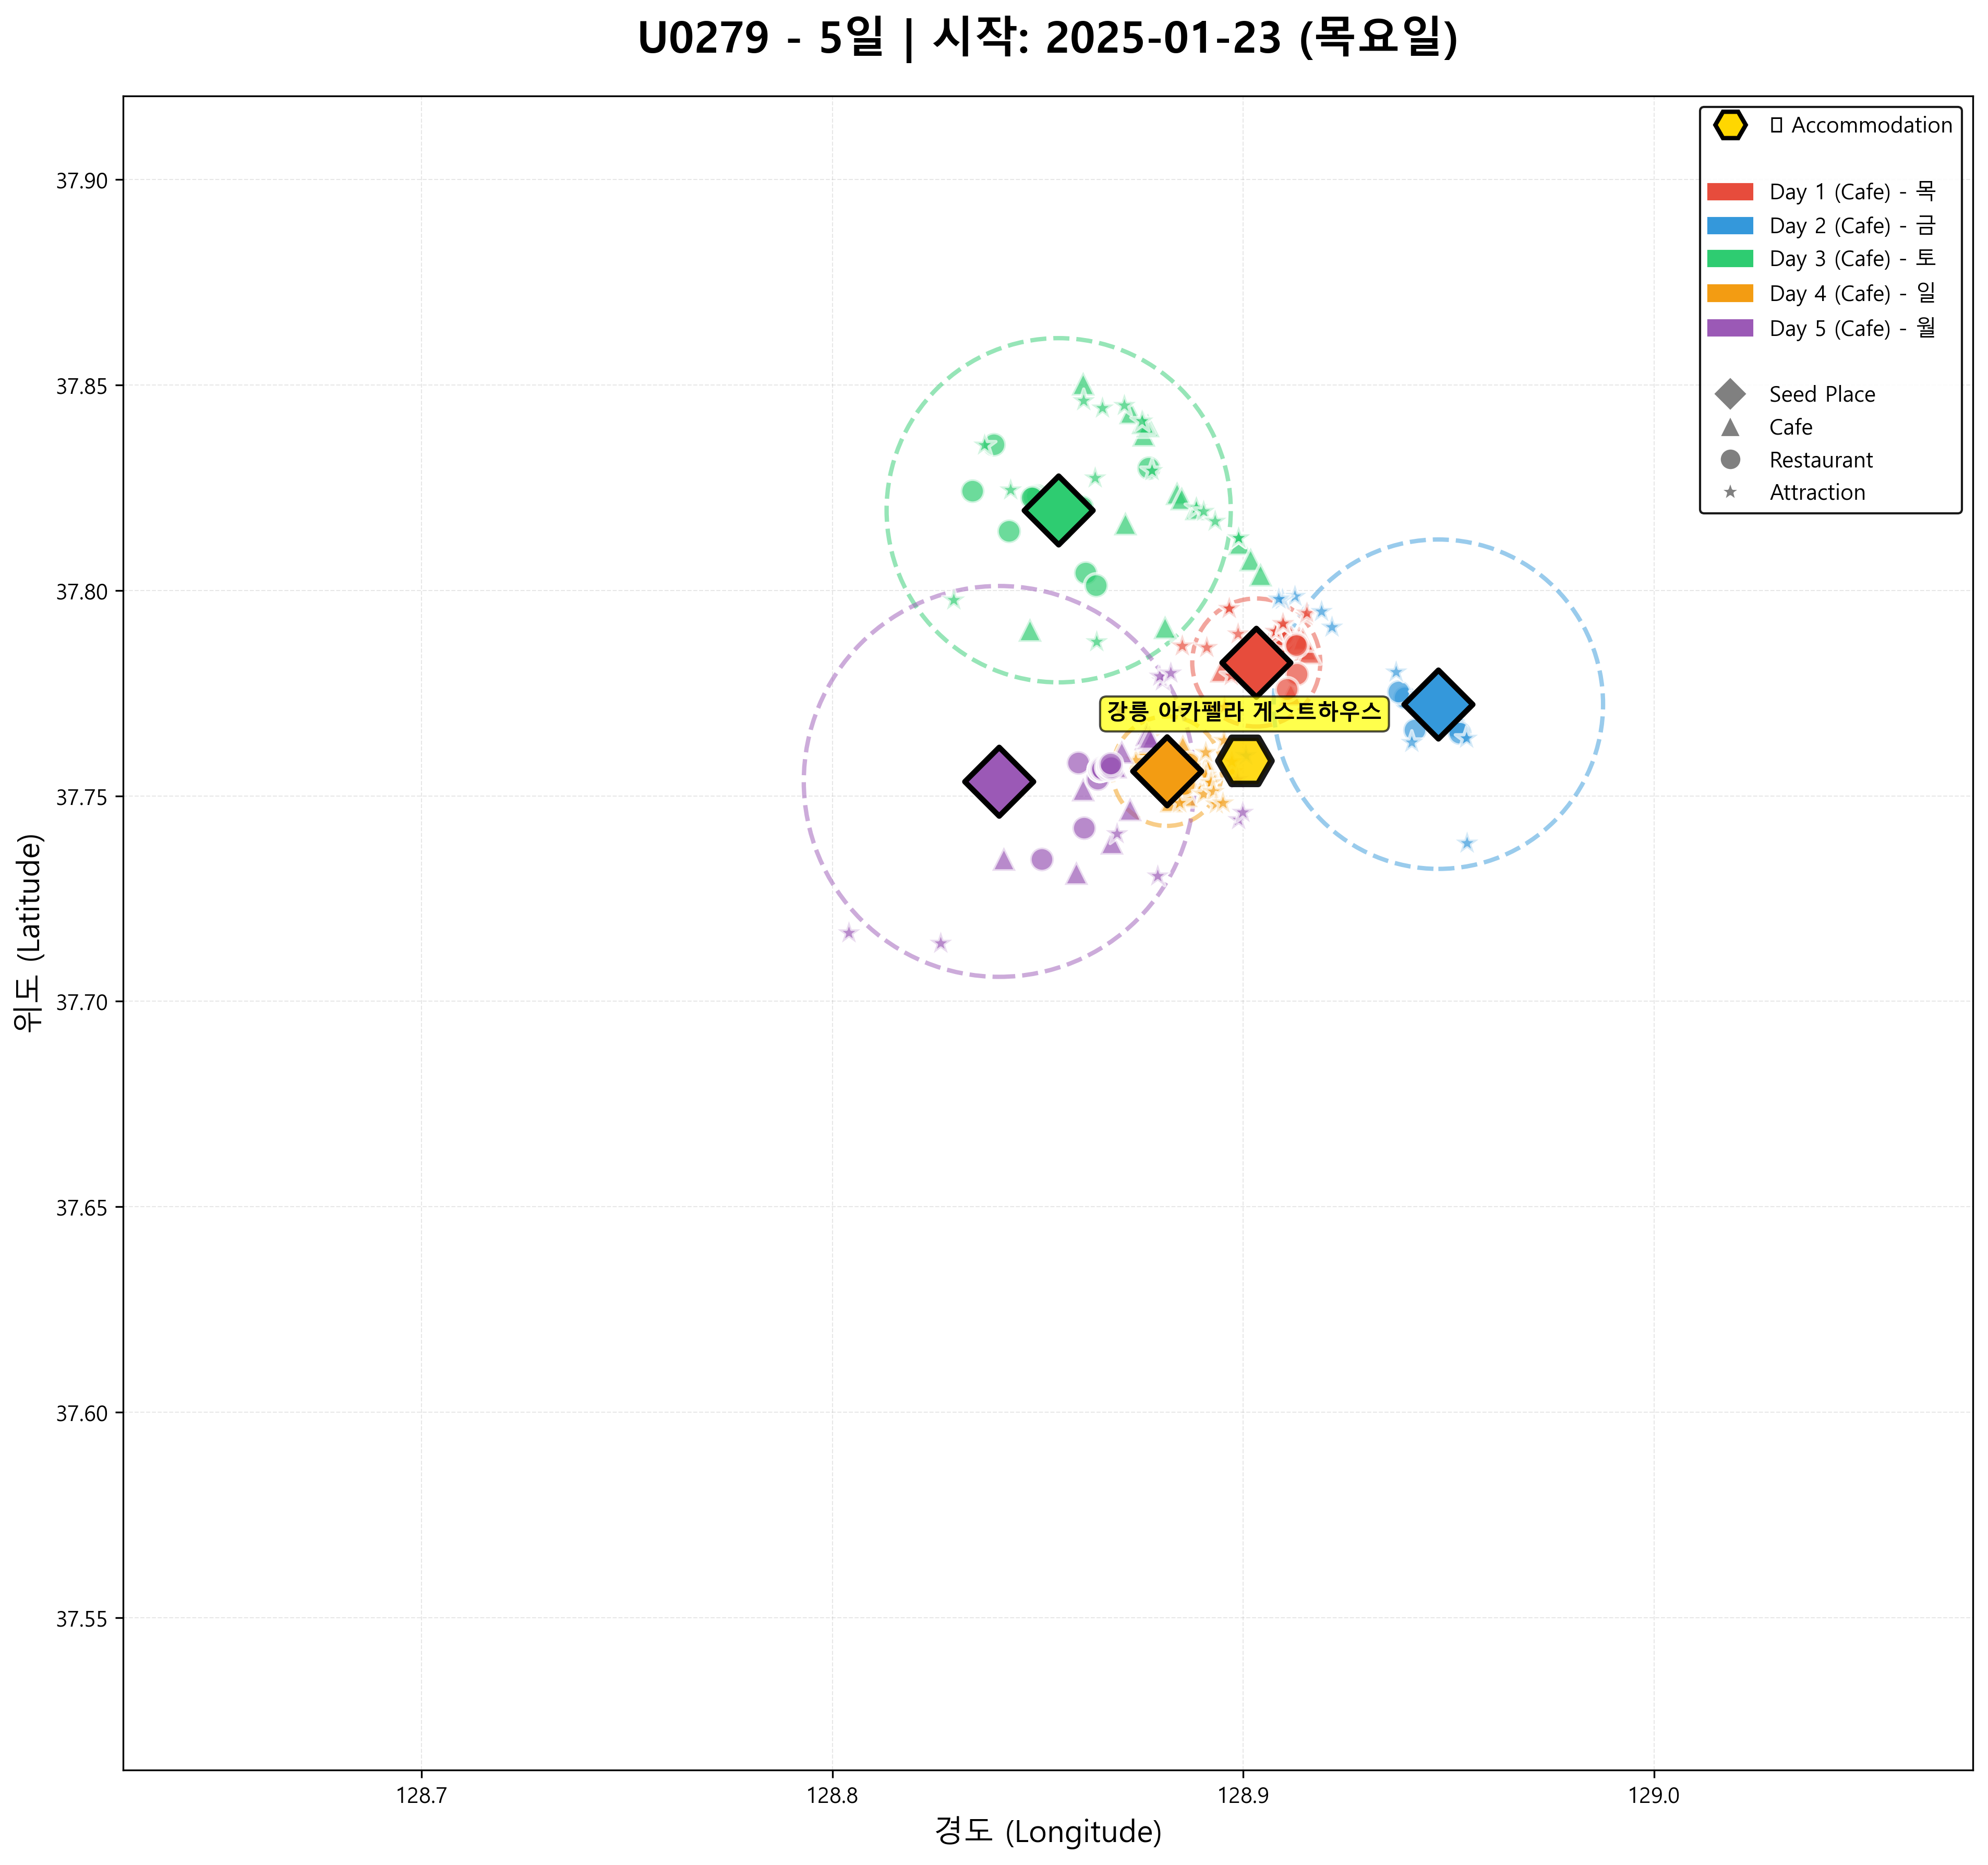 U0279 - 5일 | 시작: 2025-01-23 (목요일)
Accommodation
Day 1 (Cafe) - 목
Day 2 (Cafe) - 금
Day 3 (Cafe) - 토
Day 4 (Cafe) - 일
Day 5 (Cafe) - 월
Seed Place
Cafe
Restaurant
Attraction
37.90
37.85
37.80
37.75
37.70
37.65
37.60
37.55
위도 (Latitude)
강릉 아카펠라 게스트하우스
128.7
128.8
128.9
129.0
경도 (Longitude)